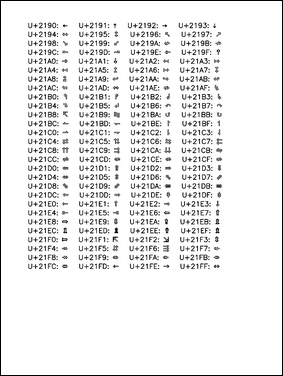 U+2190: ← U+2191: ↑ U+2192: → U+2193: ↓
U+2194: ↔ U+2195: ↕ U+2196: ↖ U+2197: ↗
U+2198: ↘ U+2199: ↙ U+219A: ↚ U+219B: ↛
U+219C: ↜ U+219D: ↝ U+219E: ↞ U+219F: ↟
U+21A0: ↠ U+21A1: ↡ U+21A2: ↢ U+21A3: ↣
U+21A4: ↤ U+21A5: ↥ U+21A6: ↦ U+21A7: ↧
U+21A8: ↨ U+21A9: ↩ U+21AA: ↪ U+21AB: ↫
U+21AC: ↬ U+21AD: ↭ U+21AE: ↮ U+21AF: ↯
U+21B0: ↰ U+21B1: ↱ U+21B2: ↲ U+21B3: ↳
U+21B4: ↴ U+21B5: ↵ U+21B6: ↶ U+21B7: ↷
U+21B8: ↸ U+21B9: ↹ U+21BA: ↺ U+21BB: ↻
U+21BC: ↼ U+21BD: ↽ U+21BE: ↾ U+21BF: ↿
U+21C0: ⇀ U+21C1: ⇁ U+21C2: ⇂ U+21C3: ⇃
U+21C4: ⇄ U+21C5: ⇅ U+21C6: ⇆ U+21C7: ⇇
U+21C8: ⇈ U+21C9: ⇉ U+21CA: ⇊ U+21CB: ⇋
U+21CC: ⇌ U+21CD: ⇍ U+21CE: ⇎ U+21CF: ⇏
U+21D0: ⇐ U+21D1: ⇑ U+21D2: ⇒ U+21D3: ⇓
U+21D4: ⇔ U+21D5: ⇕ U+21D6: ⇖ U+21D7: ⇗
U+21D8: ⇘ U+21D9: ⇙ U+21DA: ⇚ U+21DB: ⇛
U+21DC: ⇜ U+21DD: ⇝ U+21DE: ⇞ U+21DF: ⇟
U+21E0: ⇠ U+21E1: ⇡ U+21E2: ⇢ U+21E3: ⇣
U+21E4: ⇤ U+21E5: ⇥ U+21E6: ⇦ U+21E7: ⇧
U+21E8: ⇨ U+21E9: ⇩ U+21EA: ⇪ U+21EB: ⇫
U+21EC: ⇬ U+21ED: ⇭ U+21EE: ⇮ U+21EF: ⇯
U+21F0: ⇰ U+21F1: ⇱ U+21F2: ⇲ U+21F3: ⇳
U+21F4: ⇴ U+21F5: ⇵ U+21F6: ⇶ U+21F7: ⇷
U+21F8: ⇸ U+21F9: ⇹ U+21FA: ⇺ U+21FB: ⇻
U+21FC: ⇼ U+21FD: ⇽ U+21FE: ⇾ U+21FF: ⇿